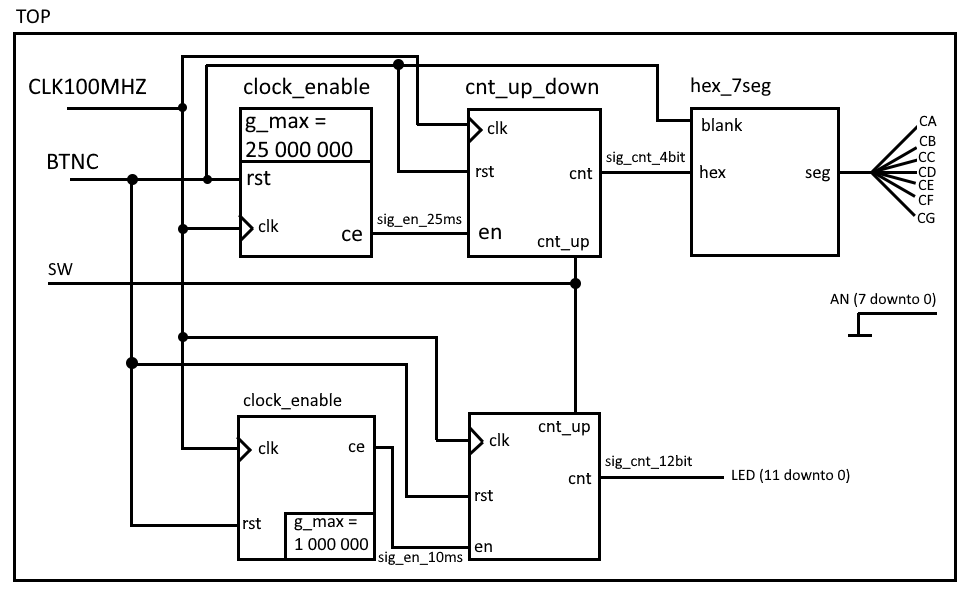 TOP
CLK100MHZ
BTNC
SW
clock_enable
g_max =
25 000 000
rst
clk
ce
sig_en_25ms
cnt_up_down
clk
rst
en
cnt
cnt_up
sig_cnt_4bit
hex_7seg
blank
hex
seg
CA
CB
CC
CD
CE
CF
CG
AN (7 downto 0)
clock_enable
clk
ce
rst
g_max =
1 000 000
sig_en_10ms
cnt_up
clk
cnt
rst
en
sig_cnt_12bit
LED (11 downto 0)